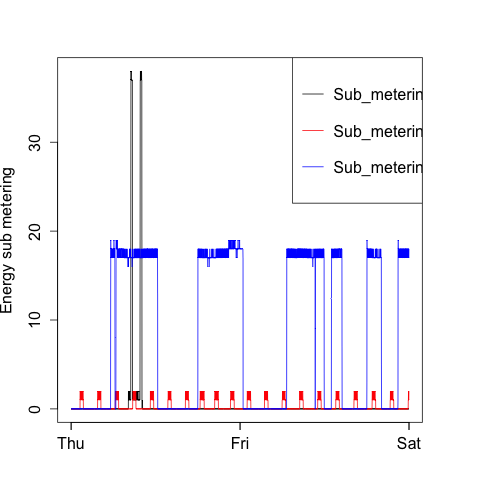 Energy sub metering
30
20
10
0
Sub_meterin
Sub_meterin
Sub_meterin
Thu Fri Sat